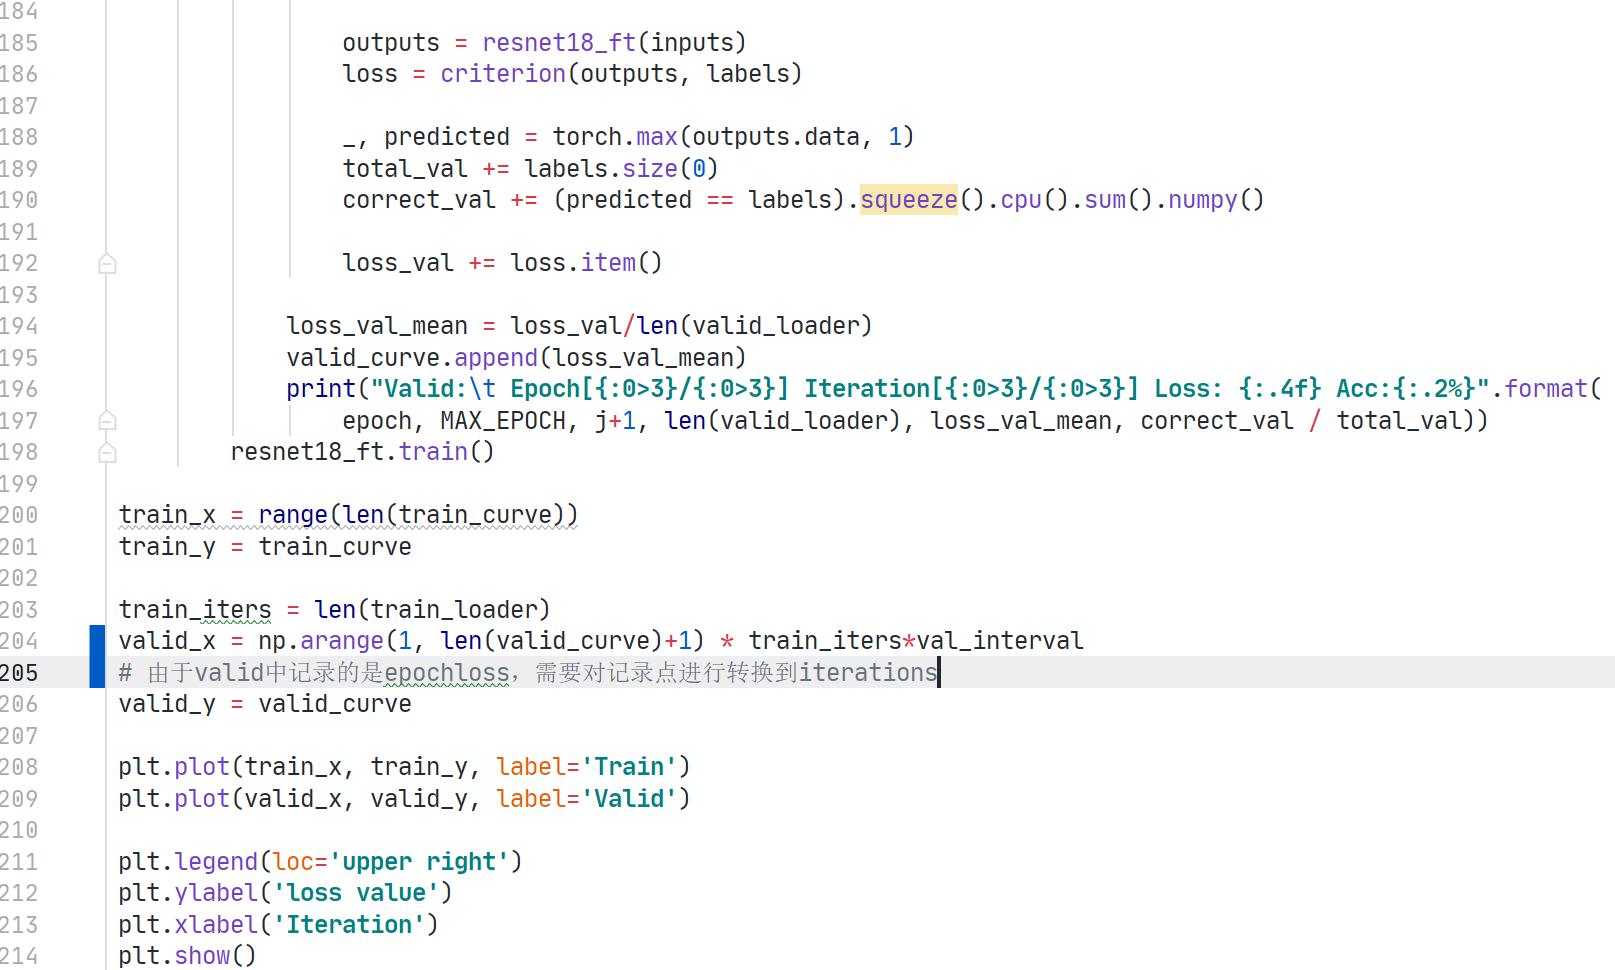 184
185 outputs = resnet18_ft(inputs)
186 loss = criterion(outputs, labels)
187
188 _, predicted = torch.max(outputs.data, 1)
189 total_val += labels.size(0)
190 correct_val += (predicted == labels).squeeze().cpu().sum().numpy()
191
192 loss_val += loss.item()
193
194 loss_val_mean = loss_val/len(valid_loader)
195 valid_curve.append(loss_val_mean)
196 print("Valid:\t Epoch[{:0>3}/{:0>3}] Iteration[{:0>3}/{:0>3}] Loss: {:.4f} Acc:{:.2%}".format(
197 epoch, MAX_EPOCH, j+1, len(valid_loader), loss_val_mean, correct_val / total_val))
198 resnet18_ft.train()
199
200 train_x = range(len(train_curve))
201 train_y = train_curve
202
203 train_iters = len(train_loader)
204 valid_x = np.arange(1, len(valid_curve)+1) * train_iters*val_interval
205 # 由于valid中记录的是epochloss，需要对记录点进行转换到iterations
206 valid_y = valid_curve
207
208 plt.plot(train_x, train_y, label='Train')
209 plt.plot(valid_x, valid_y, label='Valid')
210
211 plt.legend(loc='upper right')
212 plt.ylabel('loss value')
213 plt.xlabel('Iteration')
214 plt.show()